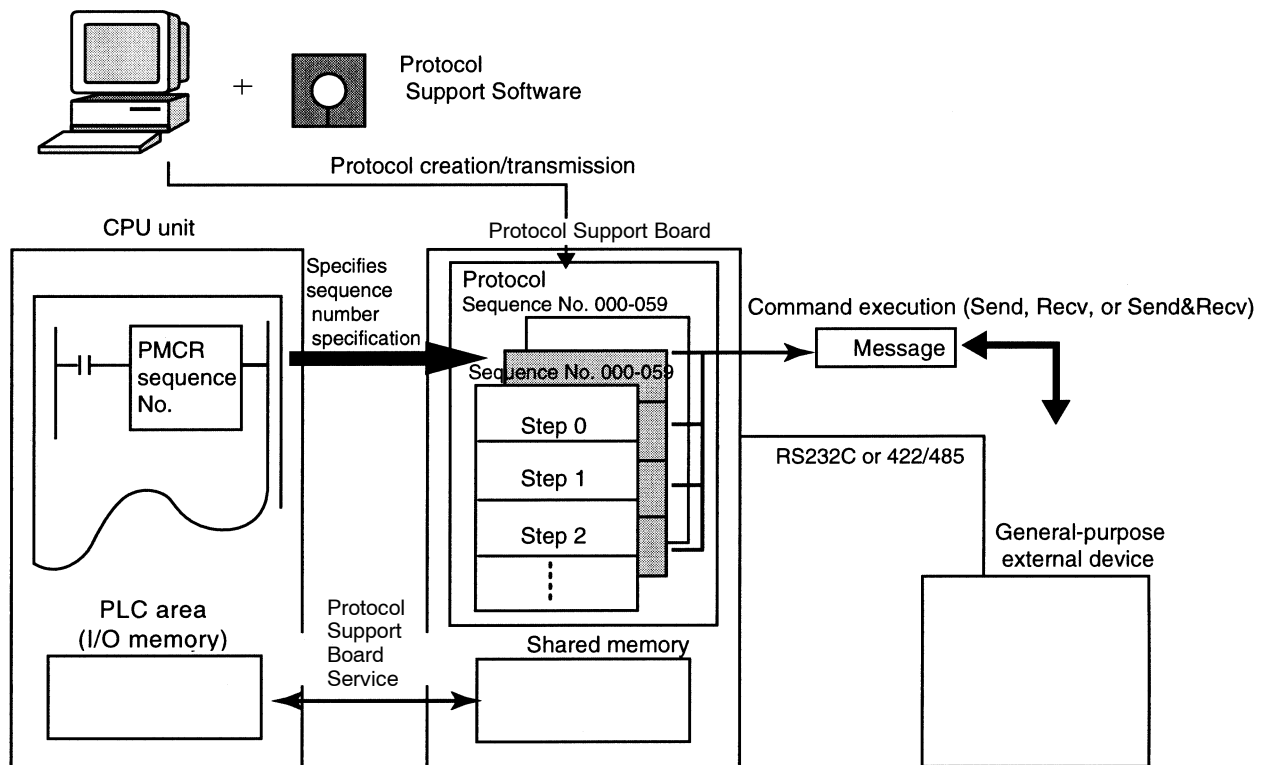 Protocol
Support Software
+
Protocol creation/transmission
CPU unit
Protocol Support Board
Specifies
sequence
number
specification
PMCR
sequence
No.
Protocol
Sequence No. 000-059
Sequence No. 000-059
Step 0
Step 1
Step 2
Command execution (Send, Recv, or Send&Recv)
Message
RS232C or 422/485
General-purpose
external device
PLC area
(I/O memory)
Protocol
Support
Board
Service
Shared memory